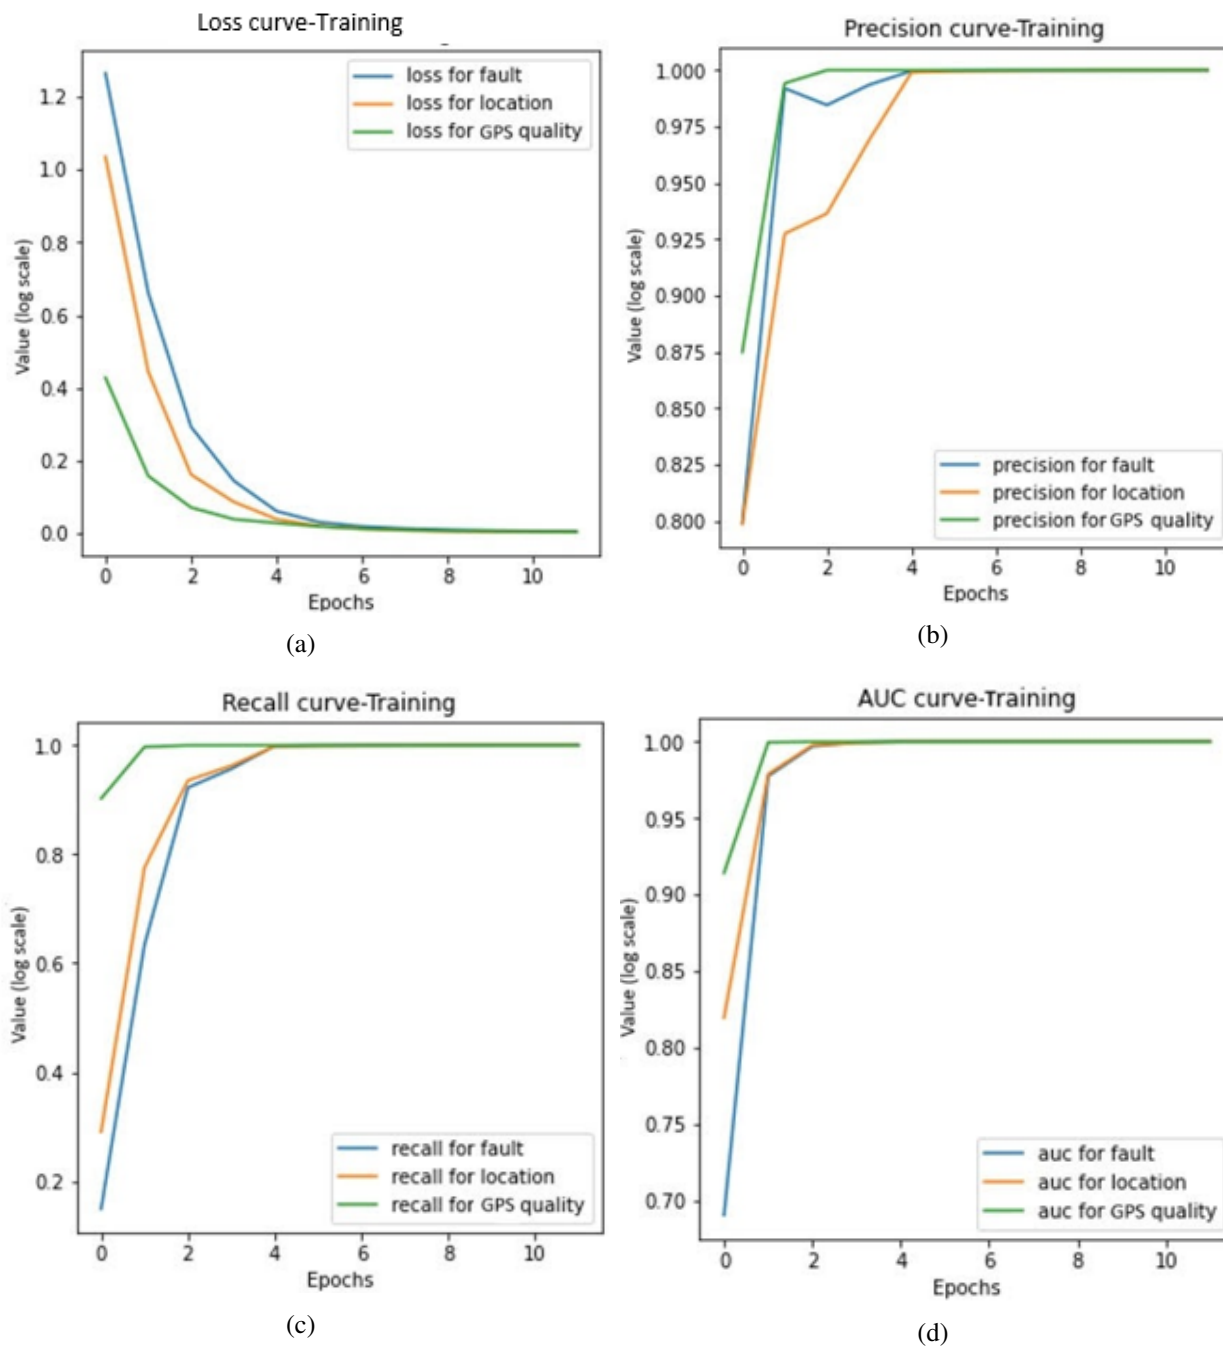 Loss curve-Training
loss for fault
loss for location
loss for GPS quality
1.2
1.0
0.8
0.6
0.4
0.2
0.0
Value (log scale)
0 2 4 6 8 10
Epochs
(a)
Precision curve-Training
1.000
0.975
0.950
0.925
0.900
0.875
0.850
0.825
0.800
Value (log scale)
precision for fault
precision for location
precision for GPS quality
0 2 4 6 8 10
Epochs
(b)
Recall curve-Training
1.0
0.8
0.6
0.4
0.2
Value (log scale)
recall for fault
recall for location
recall for GPS quality
0 2 4 6 8 10
Epochs
(c)
AUC curve-Training
1.00
0.95
0.90
0.85
0.80
0.75
0.70
Value (log scale)
auc for fault
auc for location
auc for GPS quality
0 2 4 6 8 10
Epochs
(d)